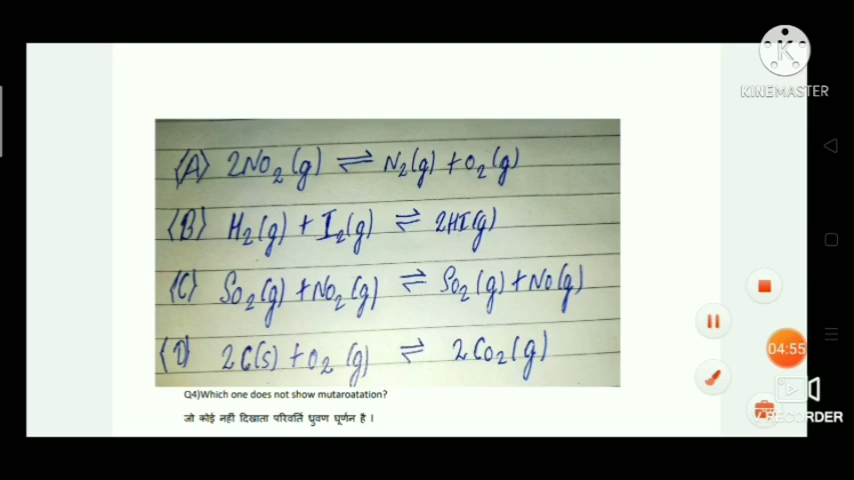 KINEMASTER
(A) 2NO2(g) ⇌ N2(g) + O2(g)
(B) H2(g) + I2(g) ⇌ 2HI(g)
(C) SO2(g) + NO2(g) ⇌ SO2(g) + NO(g)
(D) 2C(s) + O2(g) ⇌ 2CO2(g)
04:55
Q4)Which one does not show mutaroatation?
जो कोई नहीं दिखाता परिवर्ति ध्रुवण घूर्णन है ।
RECORDER